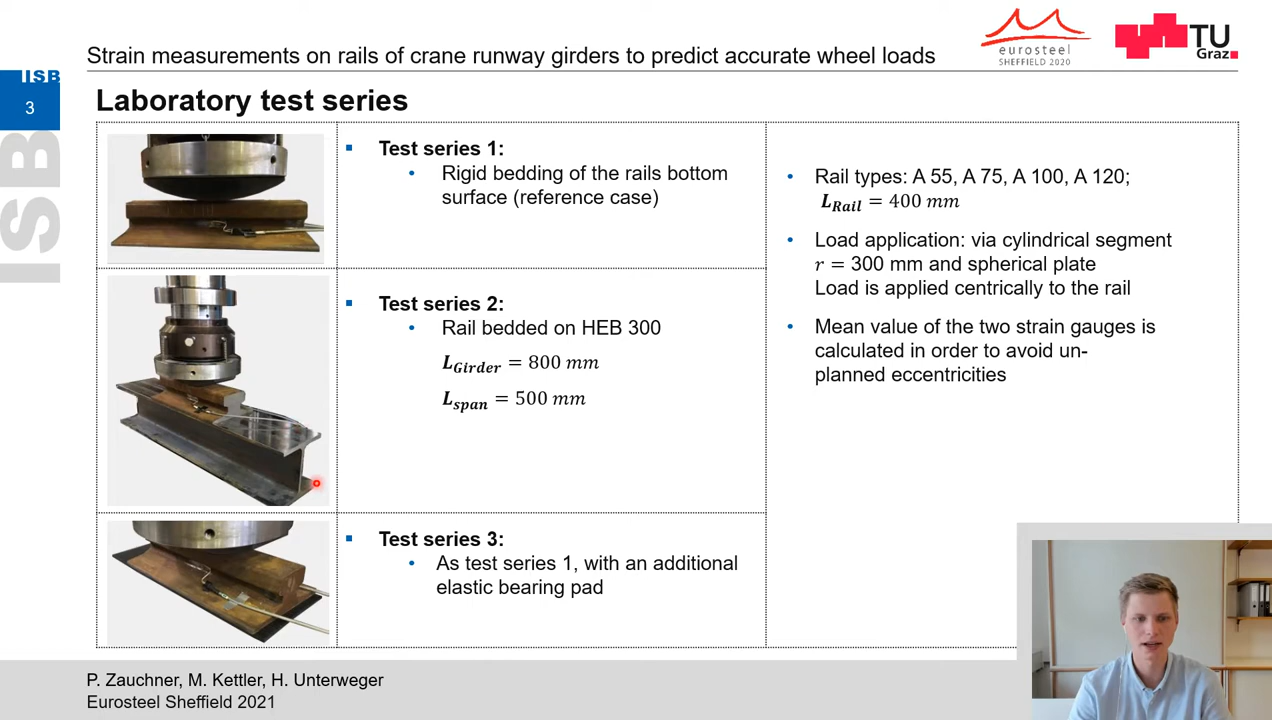 Strain measurements on rails of crane runway girders to predict accurate wheel loads
eurosteel
SHEFFIELD 2020
TU
Graz
ISB
3
ISB
Laboratory test series
Test series 1:
• Rigid bedding of the rails bottom
surface (reference case)
Test series 2:
• Rail bedded on HEB 300
L_Girder = 800 mm
L_span = 500 mm
Test series 3:
• As test series 1, with an additional
elastic bearing pad
• Rail types: A 55, A 75, A 100, A 120;
L_Rail = 400 mm
• Load application: via cylindrical segment
r = 300 mm and spherical plate
Load is applied centrically to the rail
• Mean value of the two strain gauges is
calculated in order to avoid un-
planned eccentricities
P. Zauchner, M. Kettler, H. Unterweger
Eurosteel Sheffield 2021